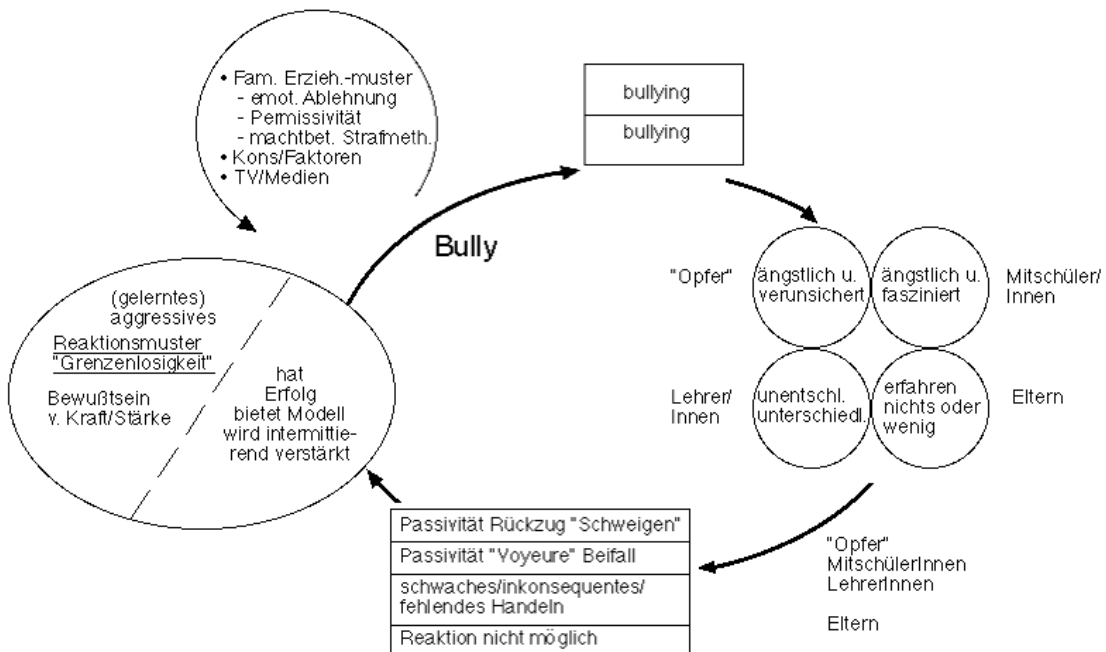 • Fam. Erzieh.-muster
- emot. Ablehnung
- Permissivität
- machtbet. Strafmeth.
• Kons/Faktoren
• TV/Medien
bullying
bullying
Bully
"Opfer"
ängstlich u.
verunsichert
ängstlich u.
fasziniert
Mitschüler/
Innen
Lehrer/
Innen
unentschl.
unterschiedl.
erfahren
nichts oder
wenig
Eltern
(gelerntes)
aggressives
Reaktionsmuster
"Grenzenlosigkeit"
Bewußtsein
v. Kraft/Stärke
hat
Erfolg
bietet Modell
wird intermittie-
rend verstärkt
Passivität Rückzug "Schweigen"
Passivität "Voyeure" Beifall
schwaches/inkonsequentes/
fehlendes Handeln
Reaktion nicht möglich
"Opfer"
MitschülerInnen
LehrerInnen
Eltern